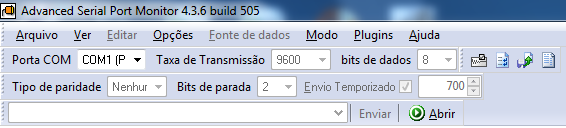 Advanced Serial Port Monitor 4.3.6 build 505
Arquivo Ver Editar Opções Fonte de dados Modo Plugins Ajuda
Porta COM COM1 (P Taxa de Transmissão 9600 bits de dados 8
Tipo de paridade Nenhur Bits de parada 2 Envio Temporizado 700
Enviar Abrir